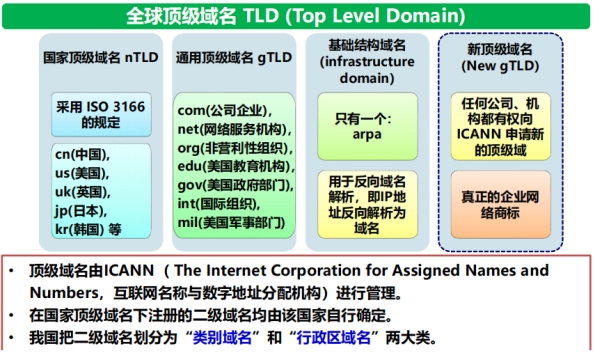 全球顶级域名 TLD (Top Level Domain)
国家顶级域名 nTLD
采用 ISO 3166
的规定
cn(中国),
us(美国),
uk(英国),
jp(日本),
kr(韩国) 等
通用顶级域名 gTLD
com(公司企业),
net(网络服务机构),
org(非营利性组织),
edu(美国教育机构),
gov(美国政府部门),
int(国际组织),
mil(美国军事部门)
基础结构域名
(infrastructure
domain)
只有一个：
arpa
用于反向域名
解析，即IP地
址反向解析为
域名
新顶级域名
(New gTLD)
任何公司、机
构都有权向
ICANN 申请新
的顶级域
真正的企业网
络商标
• 顶级域名由ICANN（ The Internet Corporation for Assigned Names and
Numbers，互联网名称与数字地址分配机构）进行管理。
• 在国家顶级域名下注册的二级域名均由该国家自行确定。
• 我国把二级域名划分为“类别域名”和“行政区域名”两大类。